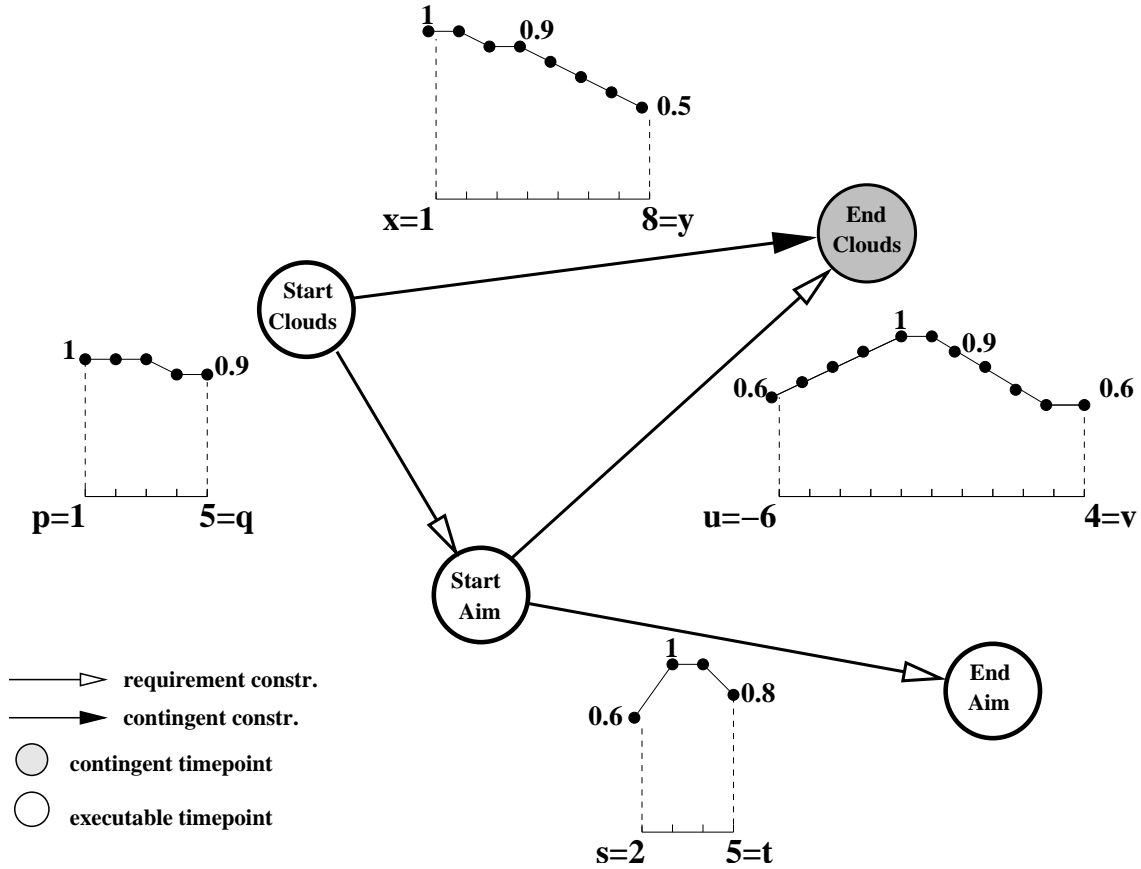 1
0.9
0.5
x=1
8=y
End
Clouds
Start
Clouds
1
0.9
p=1
5=q
1
0.9
0.6
0.6
u=−6
4=v
Start
Aim
1
0.8
0.6
s=2
5=t
End
Aim
requirement constr.
contingent constr.
contingent timepoint
executable timepoint